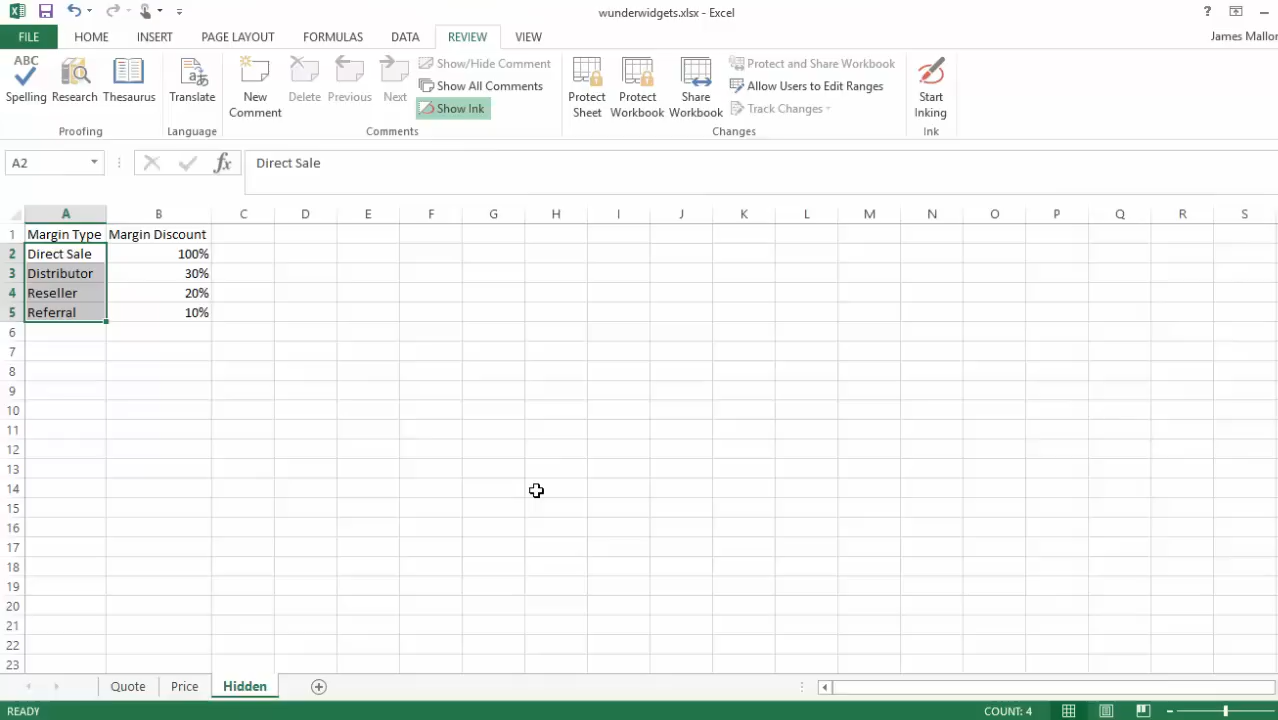 wunderwidgets.xlsx - Excel
FILE HOME INSERT PAGE LAYOUT FORMULAS DATA REVIEW VIEW James Mallor
ABC
Spelling Research Thesaurus Translate New Comment Delete Previous Next
Show/Hide Comment
Show All Comments
Show Ink
Protect Sheet Protect Workbook Share Workbook
Protect and Share Workbook
Allow Users to Edit Ranges
Track Changes
Start Inking
Proofing Language Comments Changes Ink
A2 fx Direct Sale
A B C D E F G H I J K L M N O P Q R S
1 Margin Type Margin Discount
2 Direct Sale 100%
3 Distributor 30%
4 Reseller 20%
5 Referral 10%
6
7
8
9
10
11
12
13
14
15
16
17
18
19
20
21
22
23
Quote Price Hidden
READY COUNT: 4